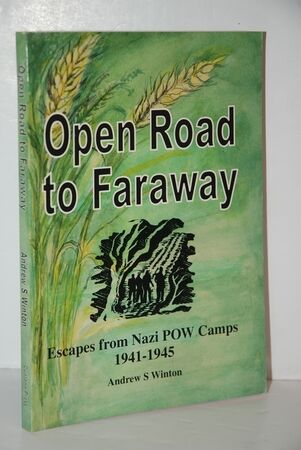 Open Road
to Faraway
Escapes from Nazi POW Camps
1941-1945
Andrew S Winton
Open Road to Faraway
Andrew S Winton